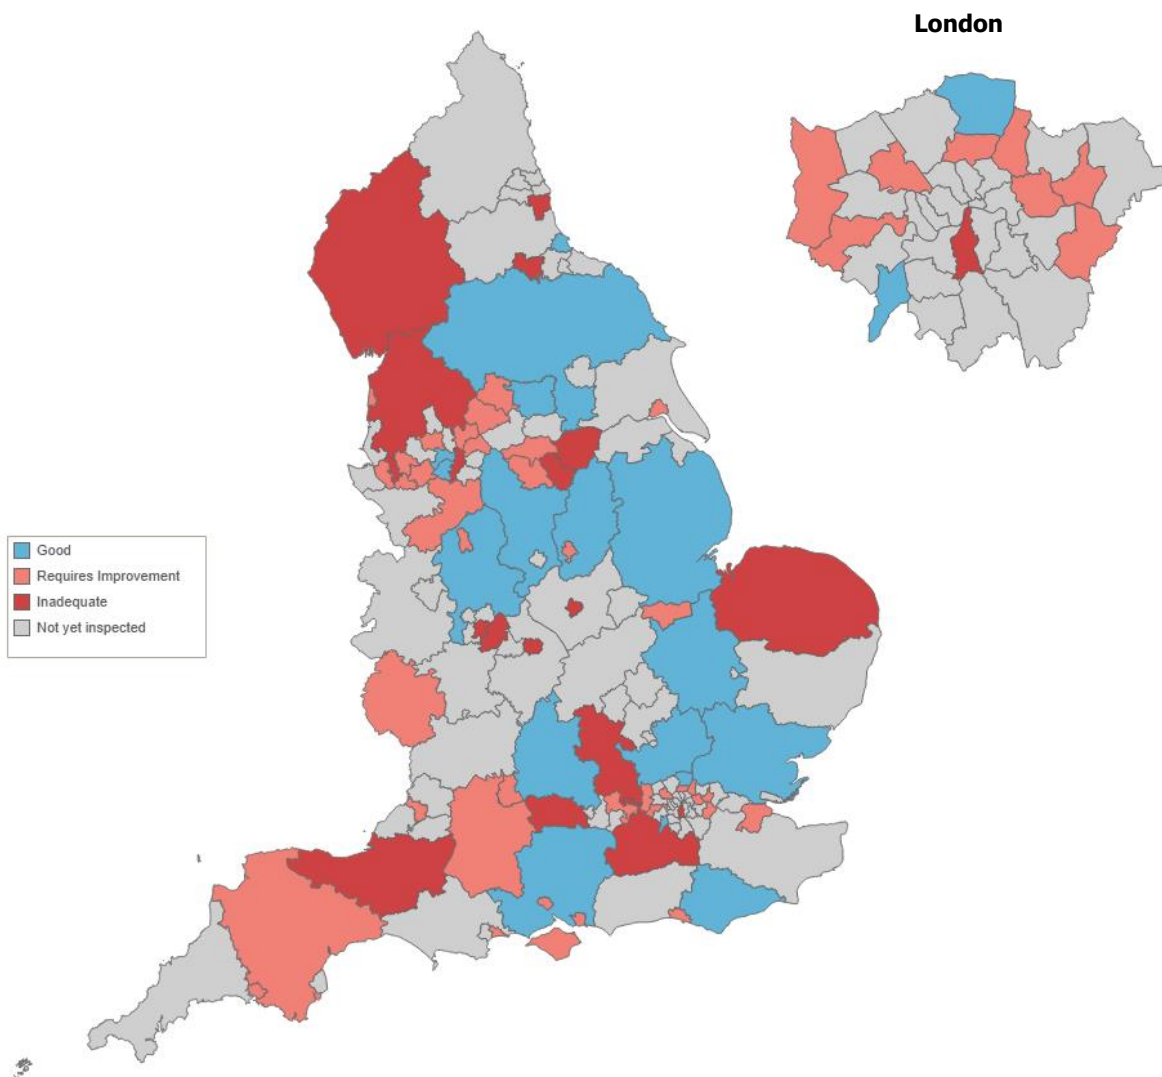 London
Good
Requires Improvement
Inadequate
Not yet inspected